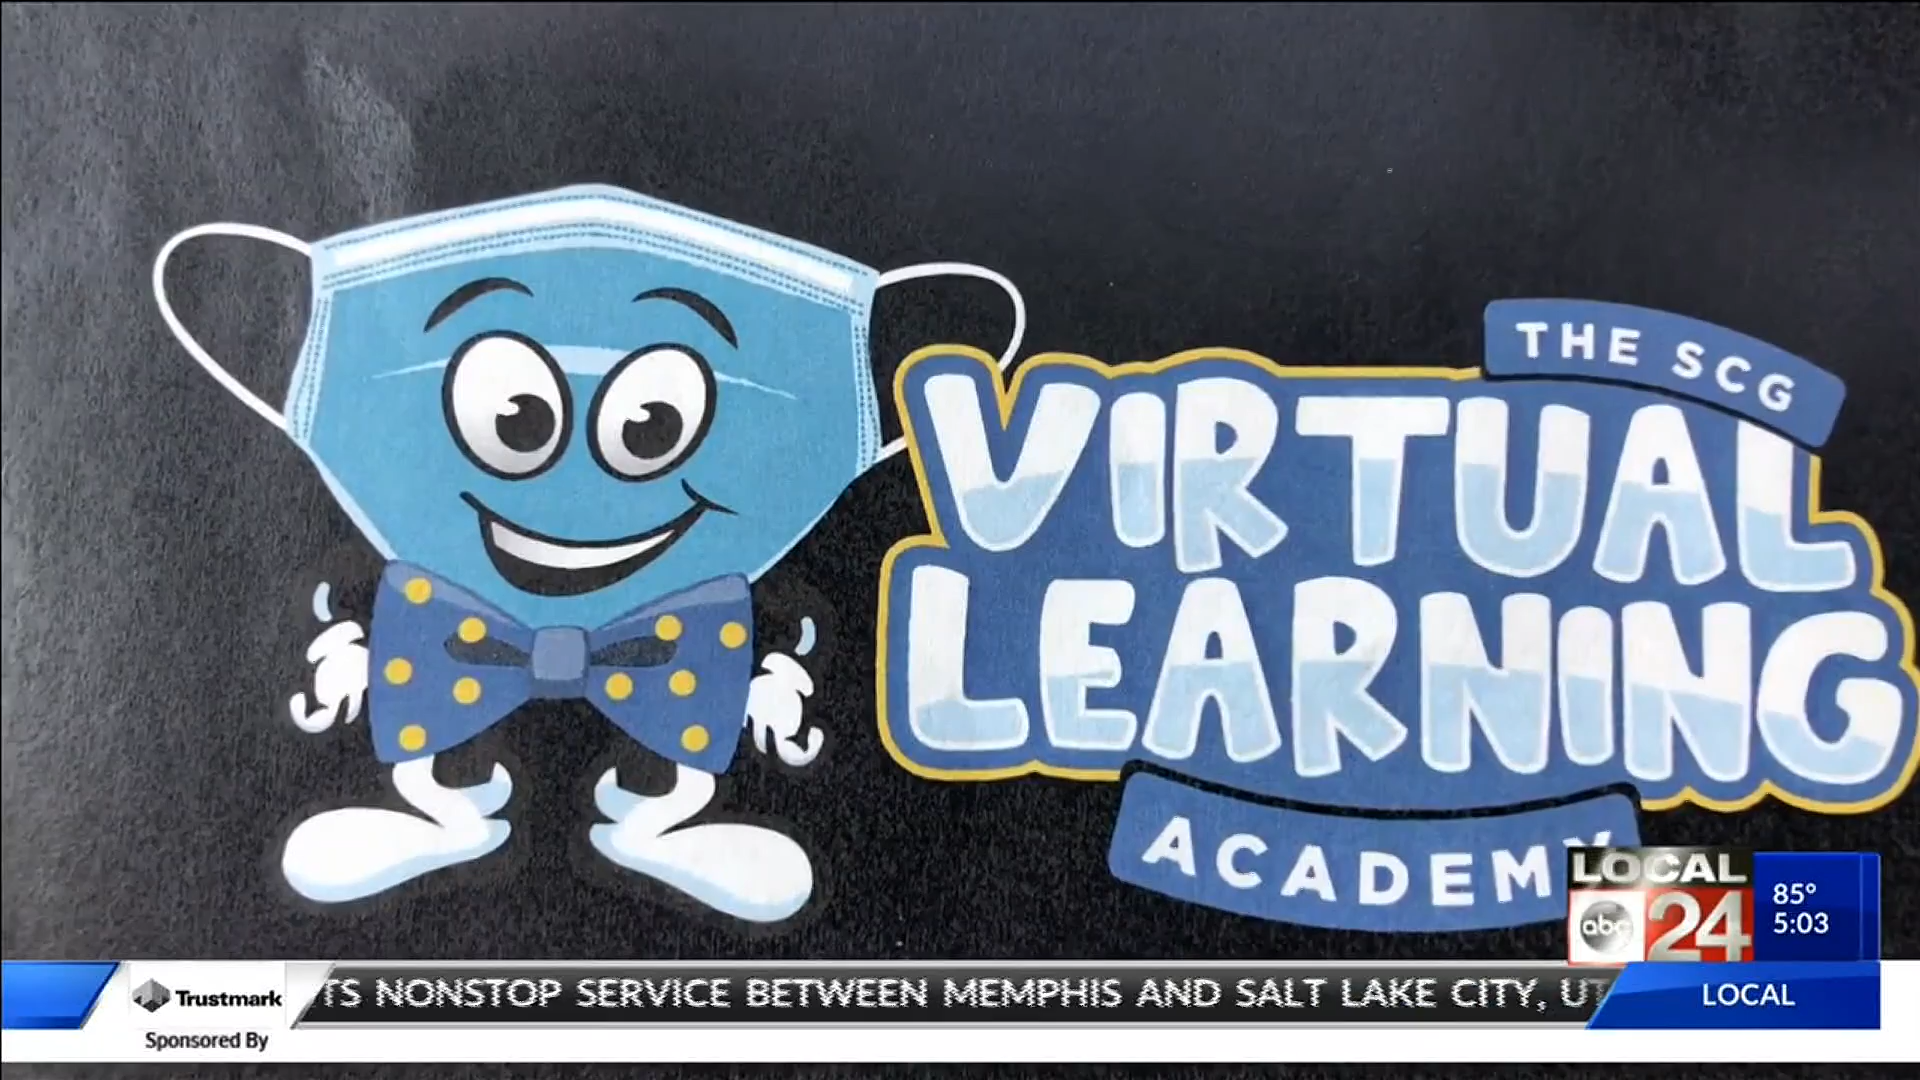 THE SCG
VIRTUAL
LEARNING
ACADEMY
LOCAL
abc 24
85°
5:03
Trustmark
Sponsored By
TS NONSTOP SERVICE BETWEEN MEMPHIS AND SALT LAKE CITY, UT
LOCAL